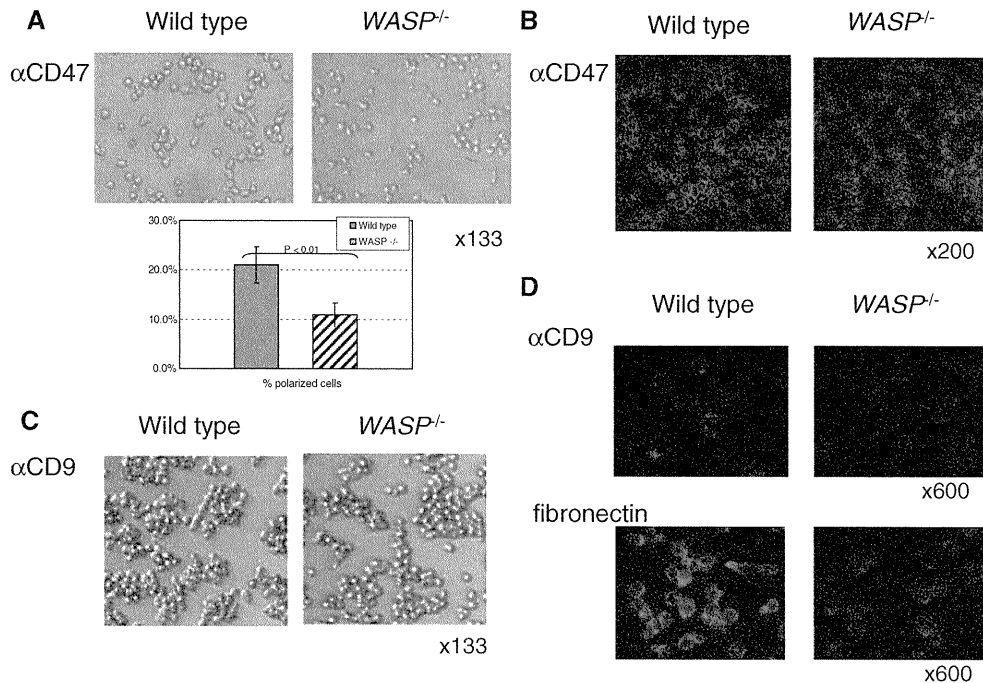 A
Wild type
WASP-/-
αCD47
30.0%
20.0%
10.0%
0.0%
Wild type
WASP -/-
P < 0.01
% polarized cells
x133
B
Wild type
WASP-/-
αCD47
x200
C
Wild type
WASP-/-
αCD9
x133
D
Wild type
WASP-/-
αCD9
x600
fibronectin
x600